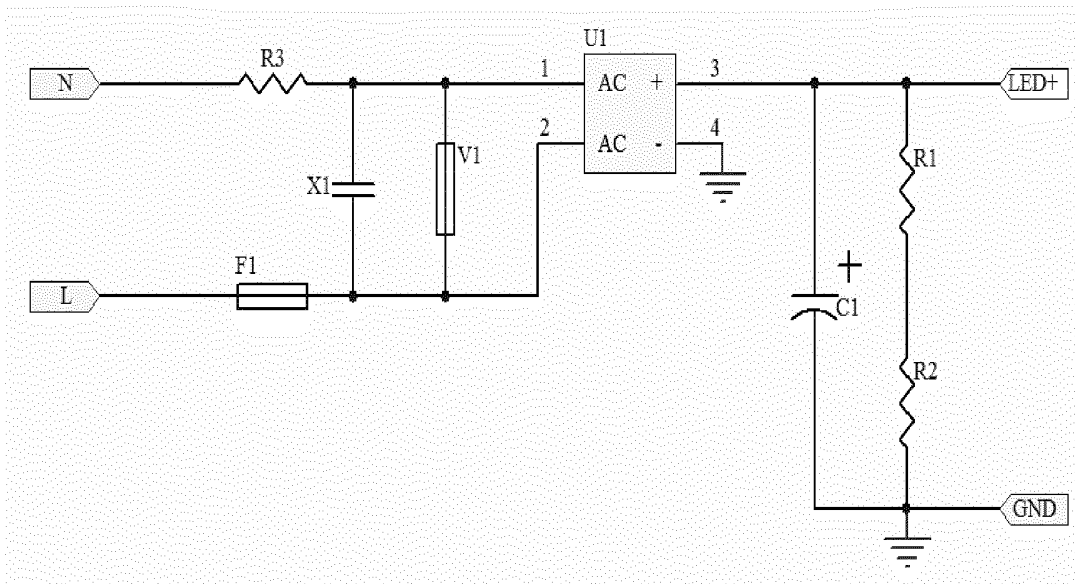 U1
N
R3
1
AC
+
3
LED+
2
AC
-
4
V1
X1
R1
F1
L
+
C1
R2
GND